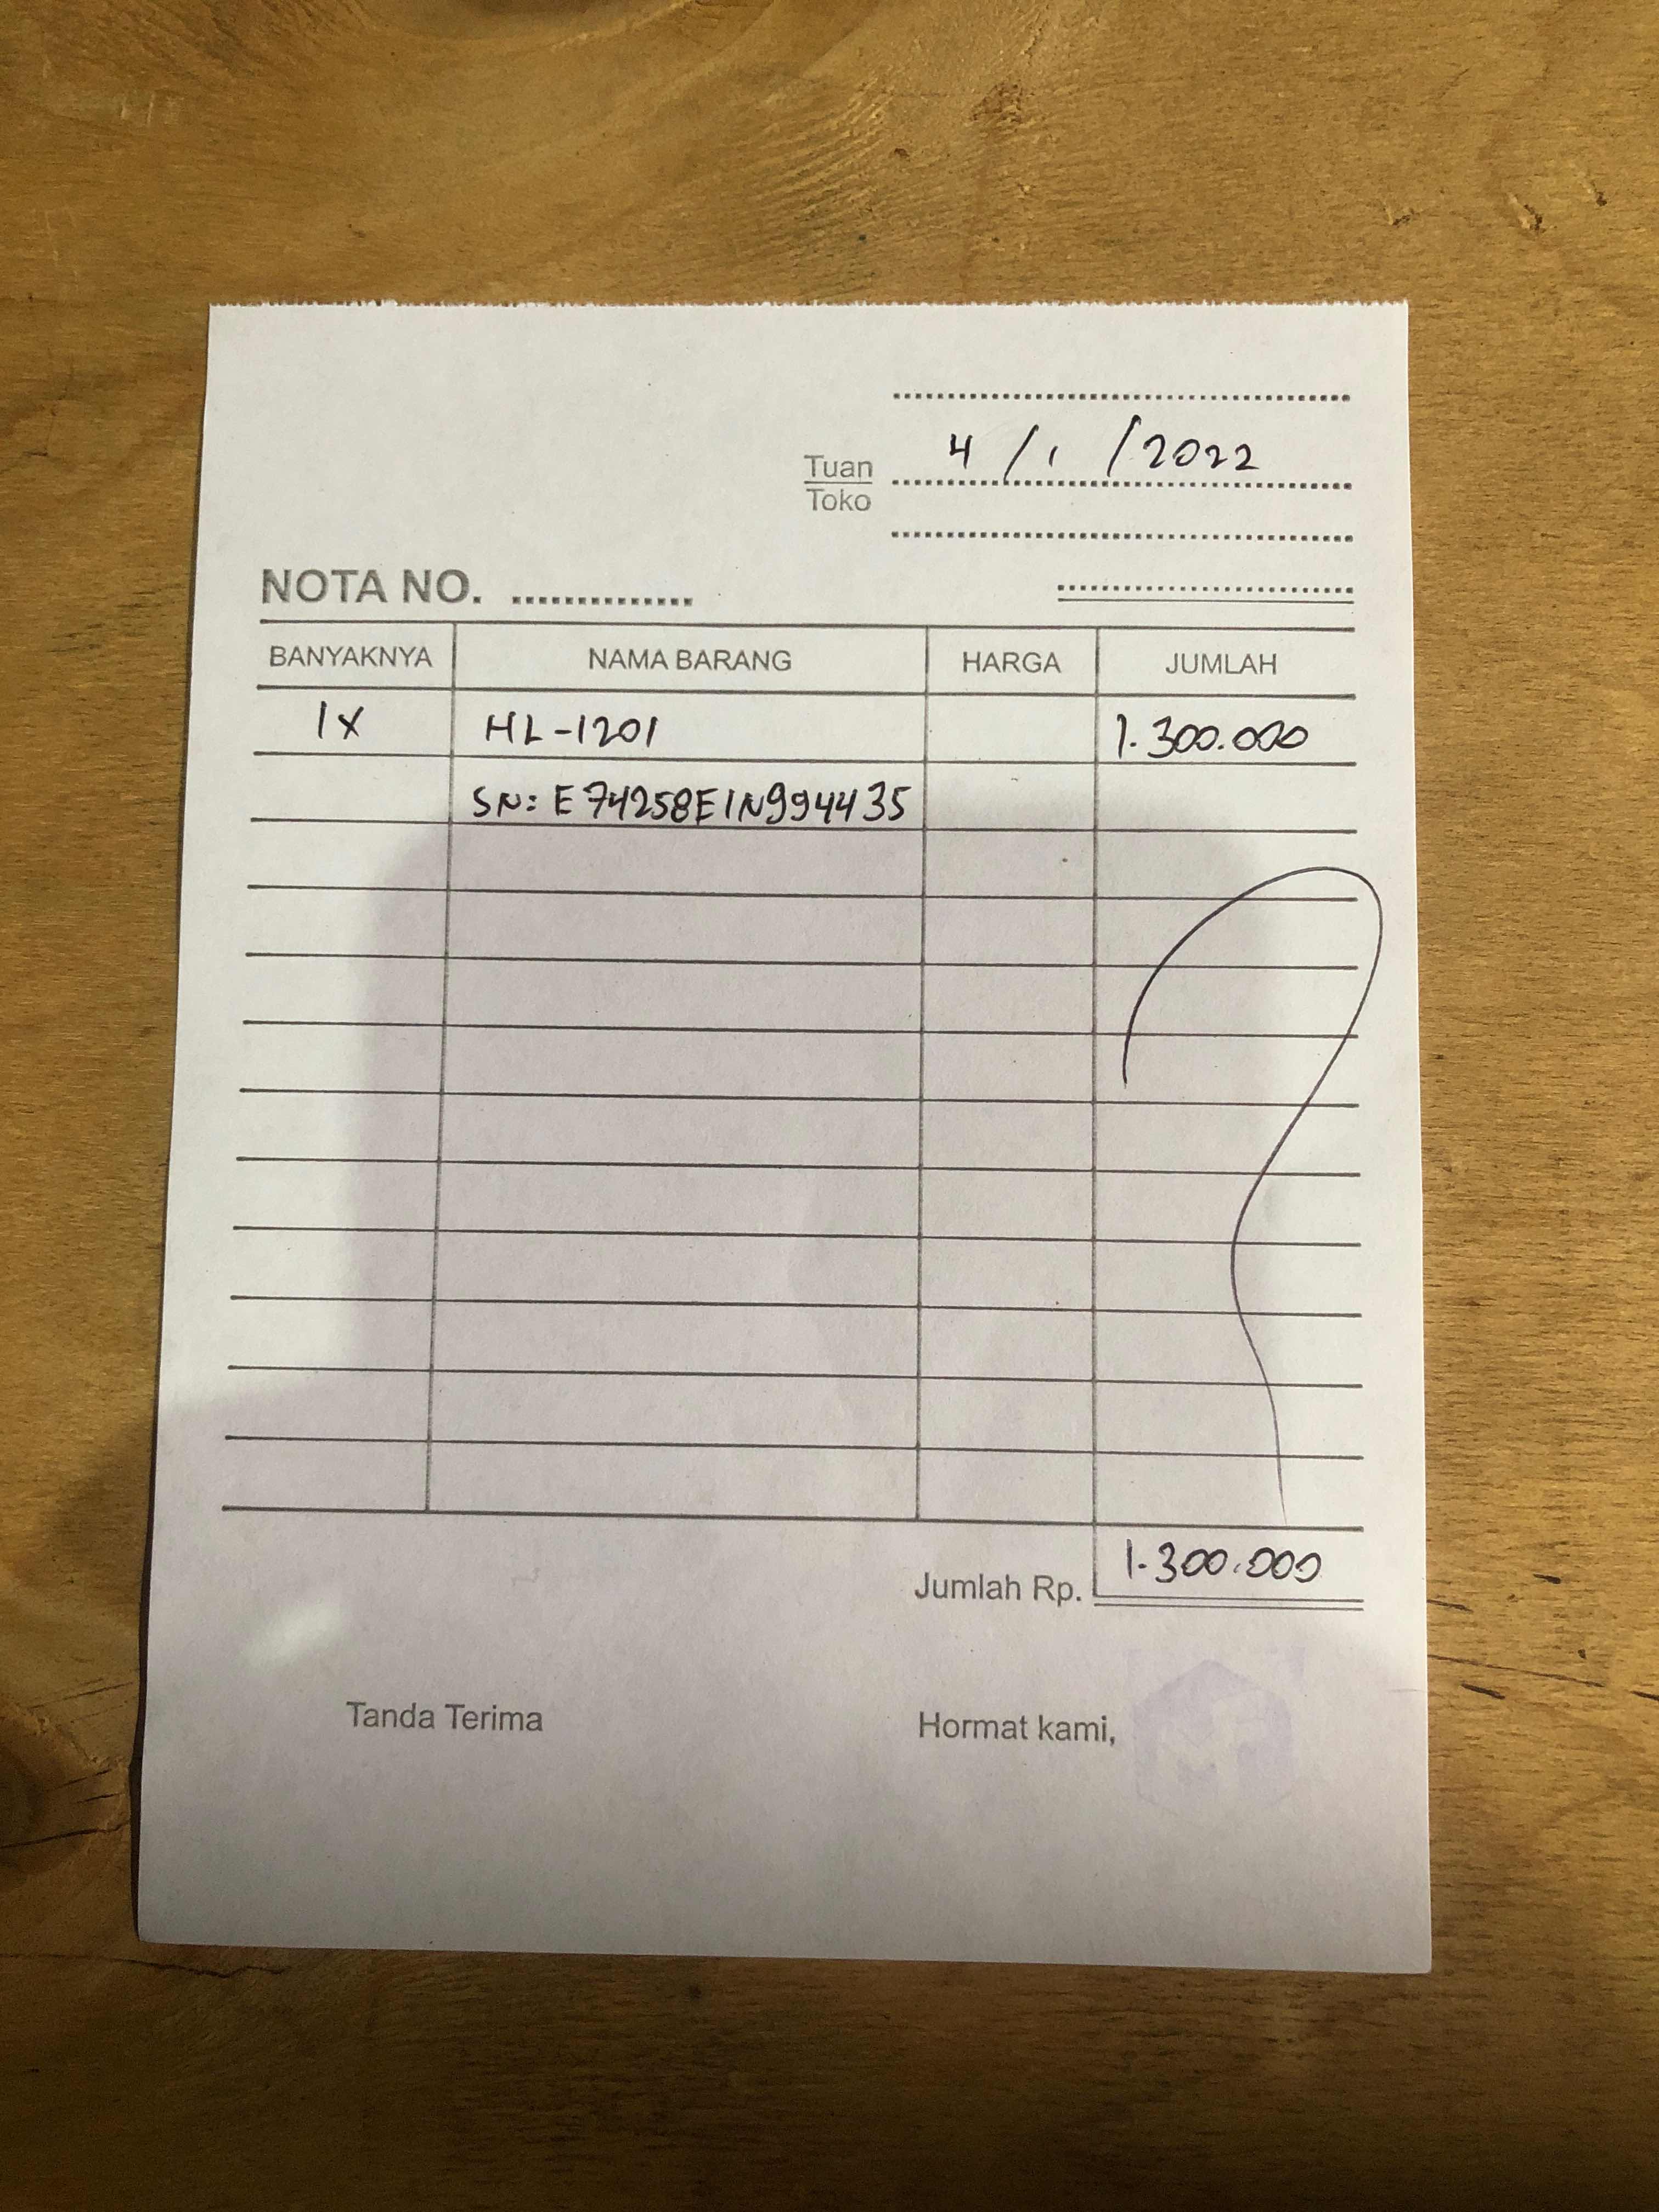 4 / 1 / 2022
Tuan
Toko
NOTA NO. ...............
BANYAKNYA NAMA BARANG HARGA JUMLAH
1X HL-1201 1.300.000
SN: E74258E1N994435
Jumlah Rp. 1.300.000
Tanda Terima Hormat kami,